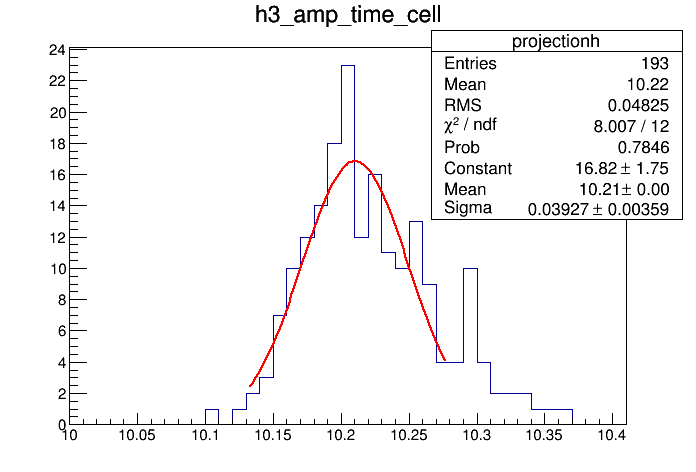 h3_amp_time_cell
projectionh
Entries 193
Mean 10.22
RMS 0.04825
χ² / ndf 8.007 / 12
Prob 0.7846
Constant 16.82 ± 1.75
Mean 10.21 ± 0.00
Sigma 0.03927 ± 0.00359
24
22
20
18
16
14
12
10
8
6
4
2
0
10 10.05 10.1 10.15 10.2 10.25 10.3 10.35 10.4